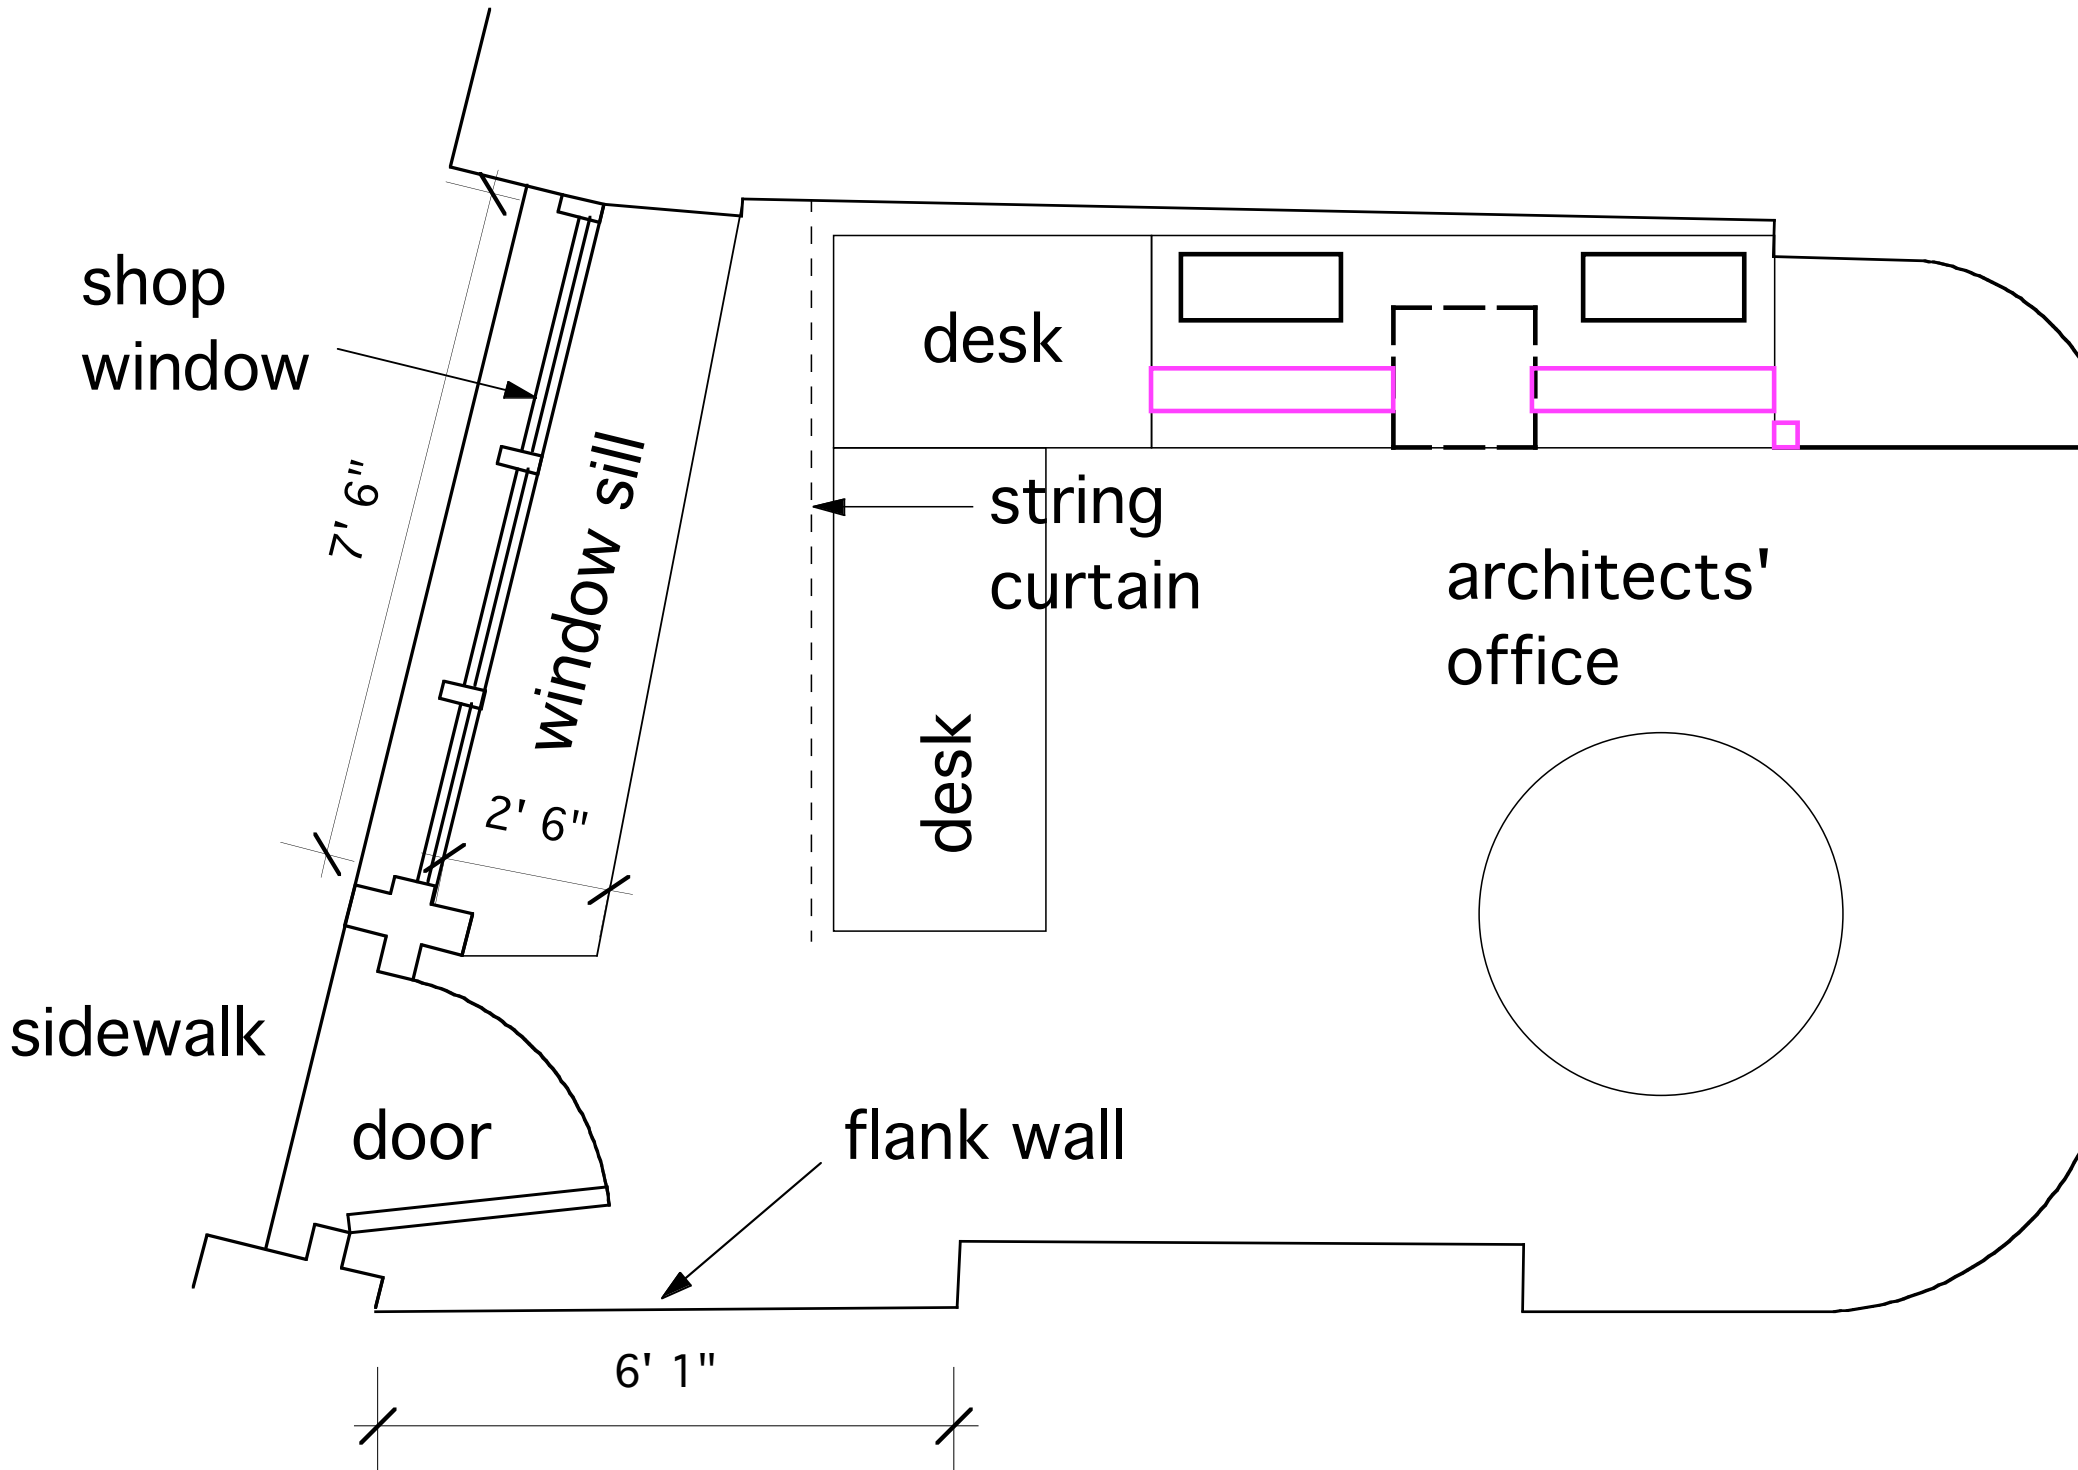 shop
window
7' 6"
window sill
2' 6"
desk
string
curtain
desk
architects'
office
sidewalk
door
flank wall
6' 1"